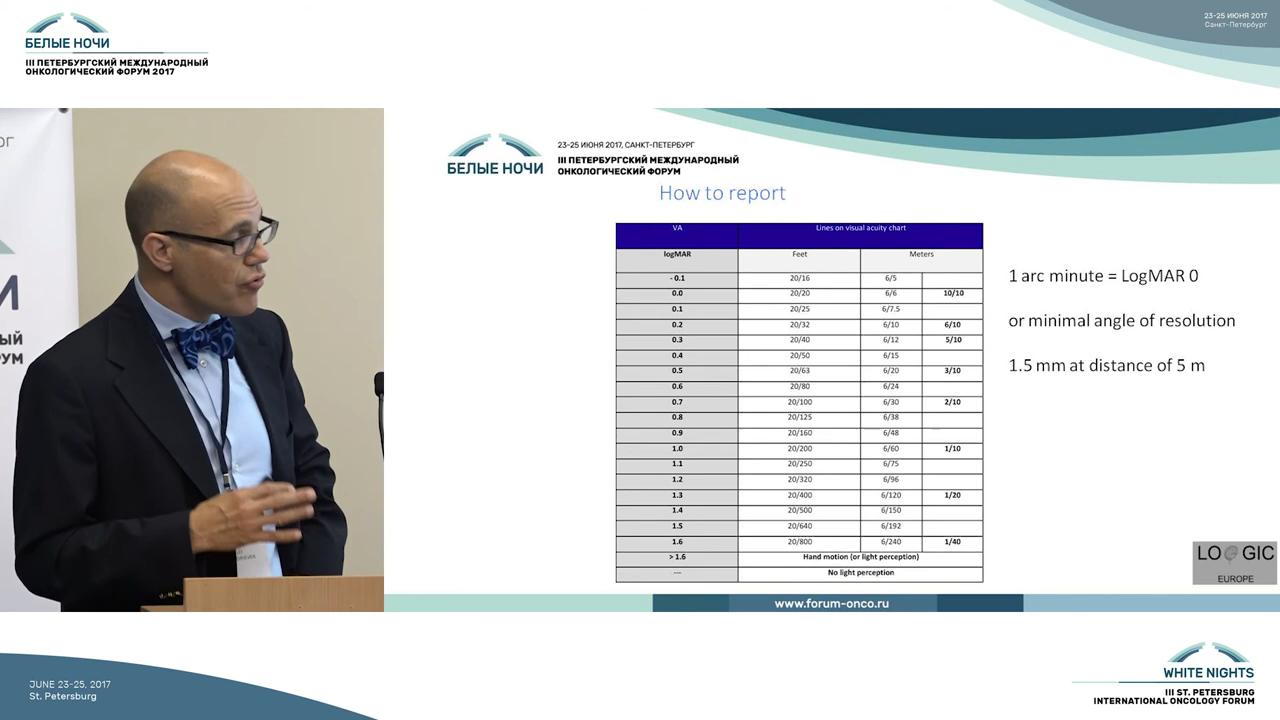 23-25 ИЮНЯ 2017
Санкт-Петербург
БЕЛЫЕ НОЧИ
III ПЕТЕРБУРГСКИЙ МЕЖДУНАРОДНЫЙ
ОНКОЛОГИЧЕСКИЙ ФОРУМ 2017
ЫЙ
РУМ
БЕЛЫЕ НОЧИ
23-25 ИЮНЯ 2017, САНКТ-ПЕТЕРБУРГ
III ПЕТЕРБУРГСКИЙ МЕЖДУНАРОДНЫЙ
ОНКОЛОГИЧЕСКИЙ ФОРУМ
How to report
VA Lines on visual acuity chart
logMAR Feet Meters
- 0.1 20/16 6/5
0.0 20/20 6/6 10/10
0.1 20/25 6/7.5
0.2 20/32 6/10 6/10
0.3 20/40 6/12 5/10
0.4 20/50 6/15
0.5 20/63 6/20 3/10
0.6 20/80 6/24
0.7 20/100 6/30 2/10
0.8 20/125 6/38
0.9 20/160 6/48
1.0 20/200 6/60 1/10
1.1 20/250 6/75
1.2 20/320 6/96
1.3 20/400 6/120 1/20
1.4 20/500 6/150
1.5 20/640 6/192
1.6 20/800 6/240 1/40
> 1.6 Hand motion (or light perception)
--- No light perception
1 arc minute = LogMAR 0
or minimal angle of resolution
1.5 mm at distance of 5 m
LOGGIC
EUROPE
www.forum-onco.ru
JUNE 23-25, 2017
St. Petersburg
WHITE NIGHTS
III ST. PETERSBURG
INTERNATIONAL ONCOLOGY FORUM